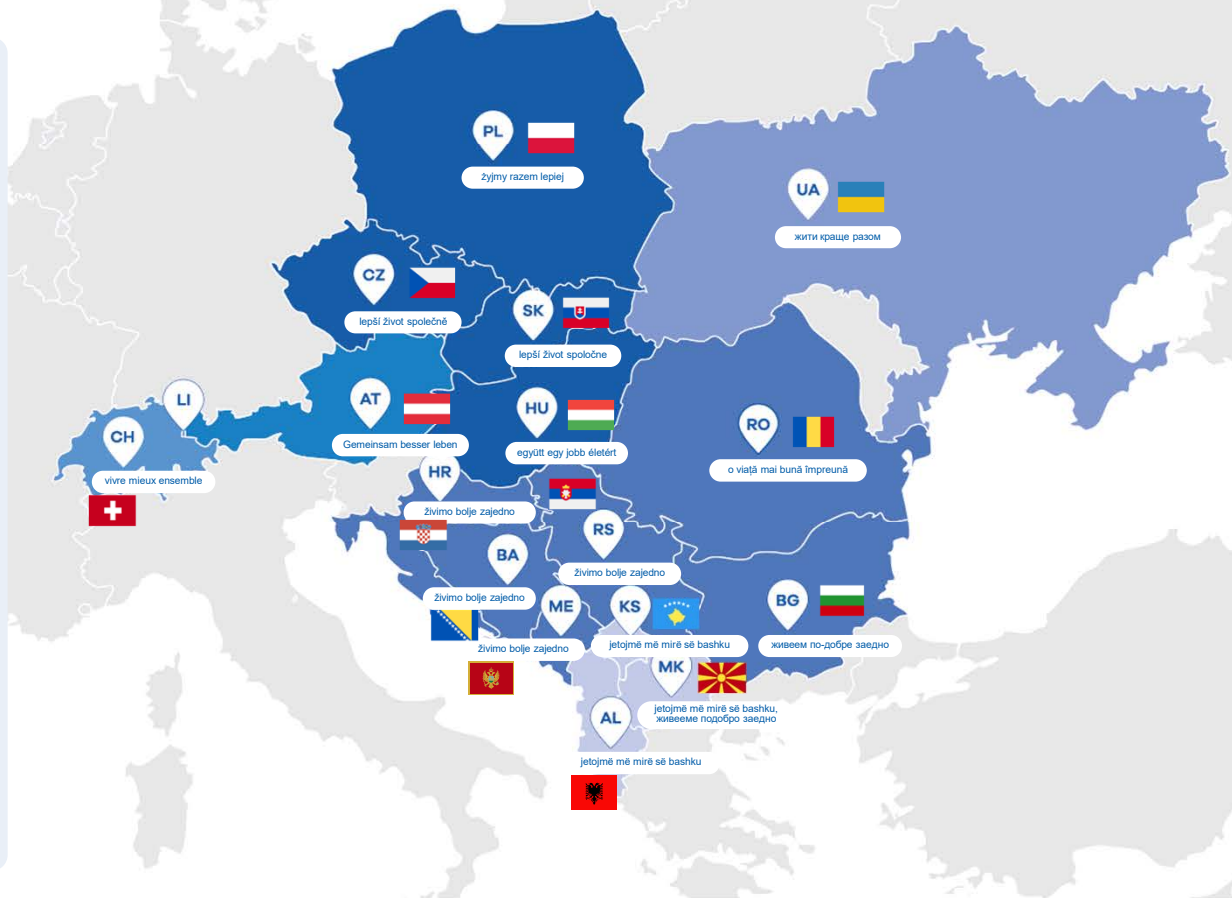 PL
żyjmy razem lepiej
UA
жити краще разом
CZ
lepší život společně
SK
lepší život spoločne
LI
AT
Gemeinsam besser leben
HU
együtt egy jobb életért
RO
o viață mai bună împreună
CH
vivre mieux ensemble
HR
živimo bolje zajedno
RS
živimo bolje zajedno
BA
živimo bolje zajedno
ME
živimo bolje zajedno
KS
jetojmë më mirë së bashku
BG
живеем по-добре заедно
MK
jetojmë më mirë së bashku,
живееме подобро заедно
AL
jetojmë më mirë së bashku